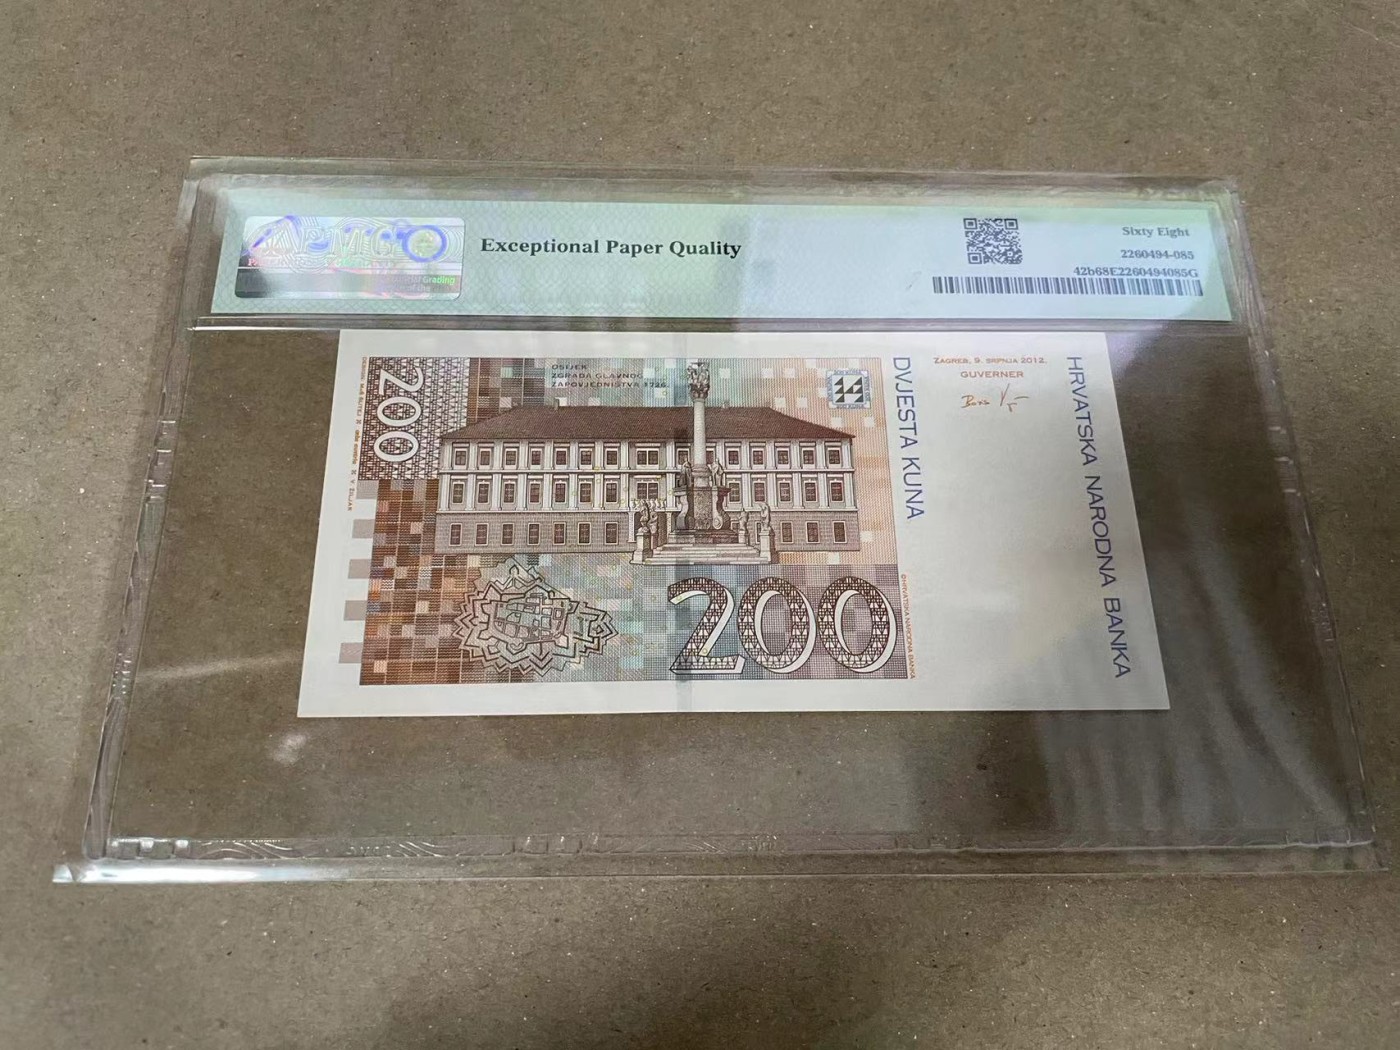 PMG
Exceptional Paper Quality
Sixty Eight
2260494-085
42b68E2260494085G
200
OSIJEK
ZGRADA GLAVNOG
ZAPOVJEDNIŠTVA 1726.
DVJESTA KUNA
ZAGREB, 9. SRPNJA 2012.
GUVERNER
HRVATSKA NARODNA BANKA
200
©HRVATSKA NARODNA BANKA